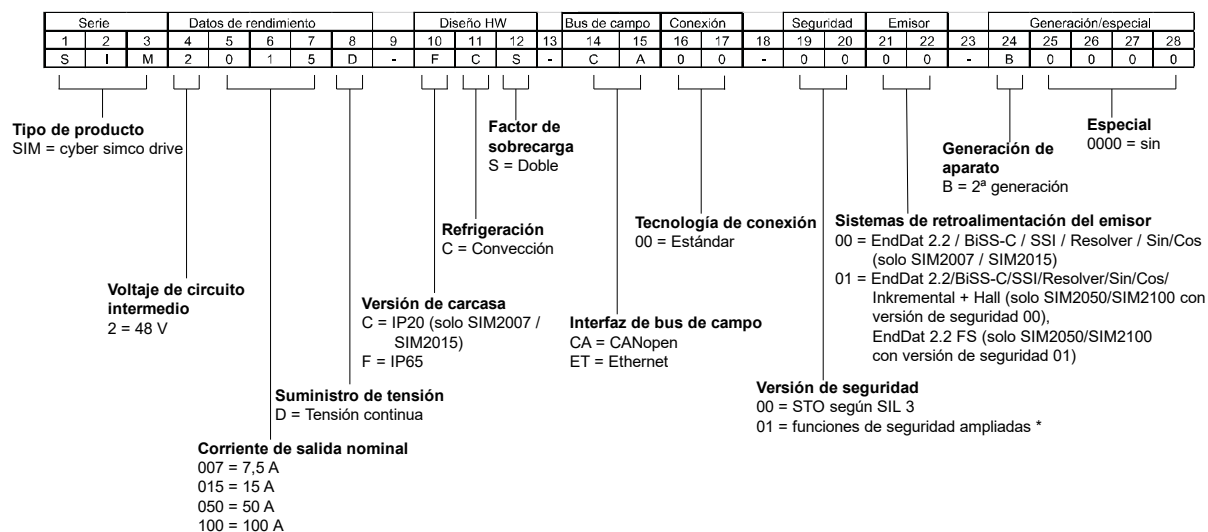 Serie Datos de rendimiento Diseño HW Bus de campo Conexión Seguridad Emisor Generación/especial
1 2 3 4 5 6 7 8 9 10 11 12 13 14 15 16 17 18 19 20 21 22 23 24 25 26 27 28
S I M 2 0 1 5 D - F C S - C A 0 0 - 0 0 0 0 - B 0 0 0 0
Tipo de producto
SIM = cyber simco drive
Voltaje de circuito
intermedio
2 = 48 V
Corriente de salida nominal
007 = 7,5 A
015 = 15 A
050 = 50 A
100 = 100 A
Suministro de tensión
D = Tensión continua
Versión de carcasa
C = IP20 (solo SIM2007 /
SIM2015)
F = IP65
Refrigeración
C = Convección
Factor de
sobrecarga
S = Doble
Interfaz de bus de campo
CA = CANopen
ET = Ethernet
Tecnología de conexión
00 = Estándar
Versión de seguridad
00 = STO según SIL 3
01 = funciones de seguridad ampliadas *
Sistemas de retroalimentación del emisor
00 = EndDat 2.2 / BiSS-C / SSI / Resolver / Sin/Cos
(solo SIM2007 / SIM2015)
01 = EndDat 2.2/BiSS-C/SSI/Resolver/Sin/Cos/
Inkremental + Hall (solo SIM2050/SIM2100 con
versión de seguridad 00),
EndDat 2.2 FS (solo SIM2050/SIM2100
con versión de seguridad 01)
Generación de
aparato
B = 2ª generación
Especial
0000 = sin